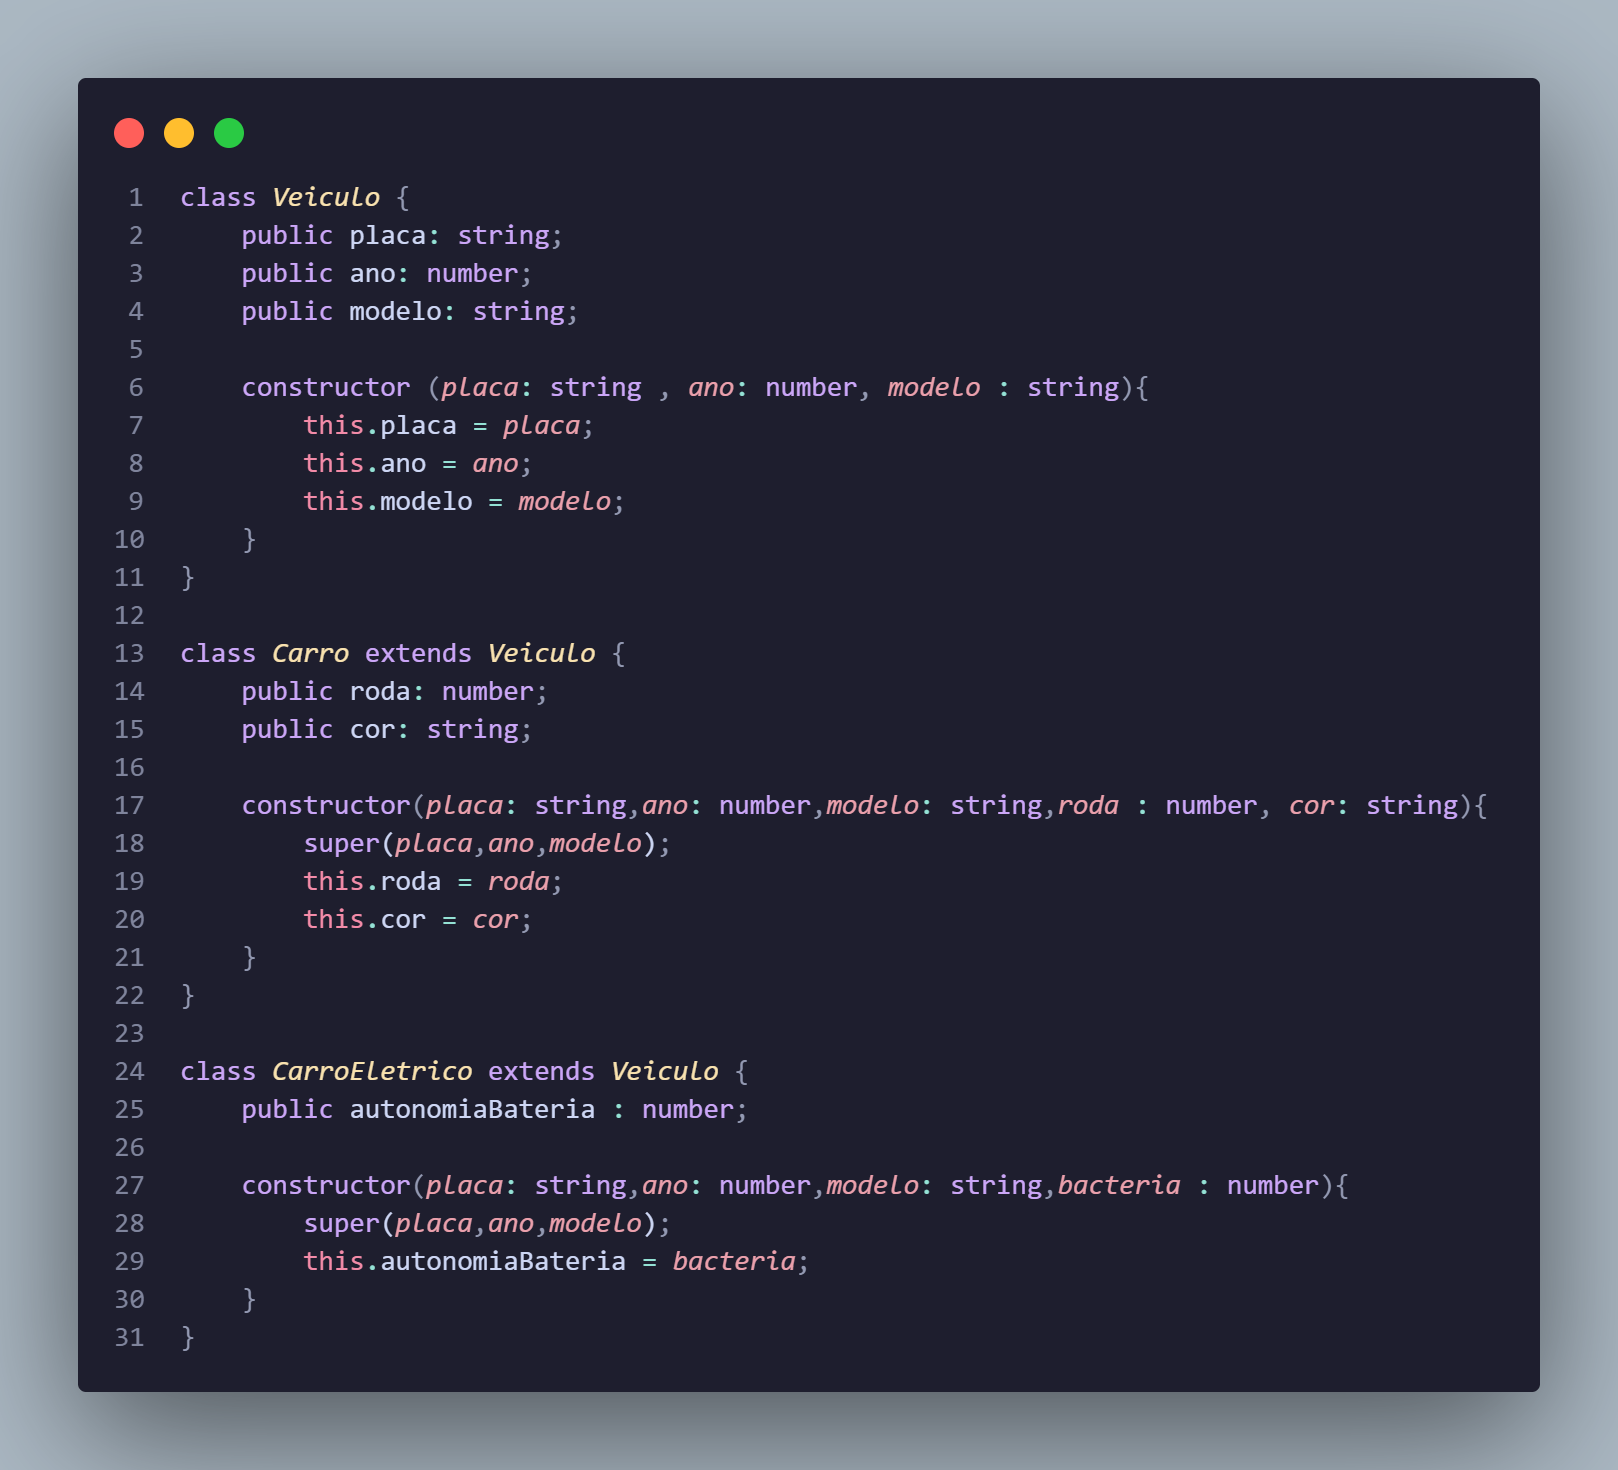 1 class Veiculo {
2     public placa: string;
3     public ano: number;
4     public modelo: string;
5
6     constructor (placa: string , ano: number, modelo : string){
7         this.placa = placa;
8         this.ano = ano;
9         this.modelo = modelo;
10     }
11 }
12
13 class Carro extends Veiculo {
14     public roda: number;
15     public cor: string;
16
17     constructor(placa: string,ano: number,modelo: string,roda : number, cor: string){
18         super(placa,ano,modelo);
19         this.roda = roda;
20         this.cor = cor;
21     }
22 }
23
24 class CarroEletrico extends Veiculo {
25     public autonomiaBateria : number;
26
27     constructor(placa: string,ano: number,modelo: string,bacteria : number){
28         super(placa,ano,modelo);
29         this.autonomiaBateria = bacteria;
30     }
31 }